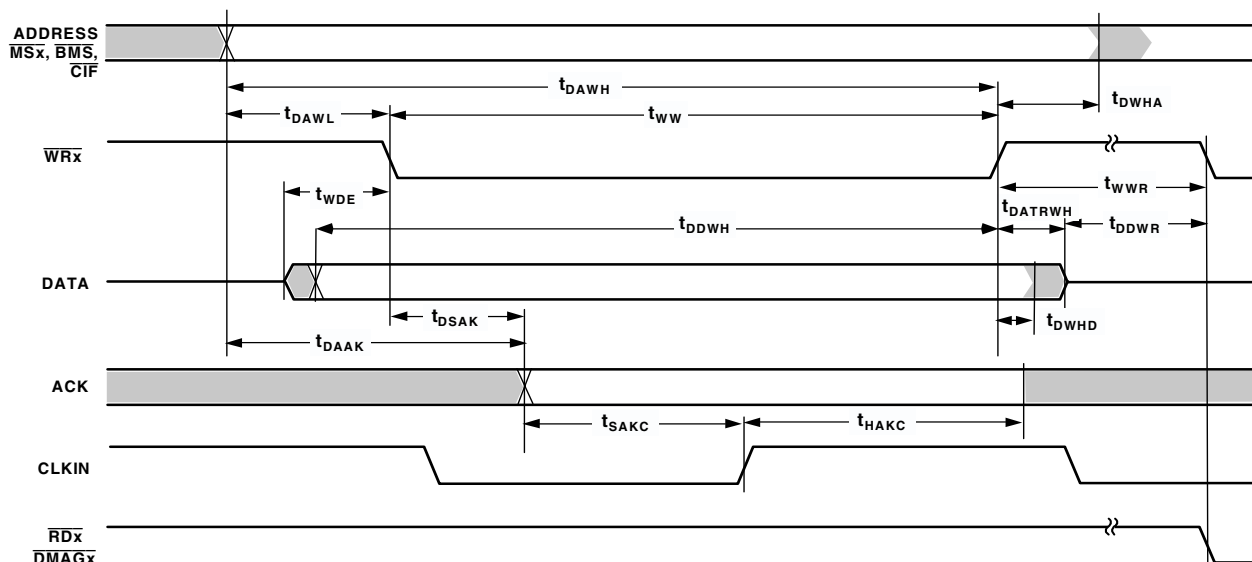 ADDRESS
MSx, BMS,
CIF
tDAWH
tDWHA
tDAWL
tWW
WRx
tWDE
tWWR
tDATRWH
tDDWH
tDDWR
DATA
tDSAK
tDWHD
tDAAK
ACK
tSAKC
tHAKC
CLKIN
RDx
DMAGx